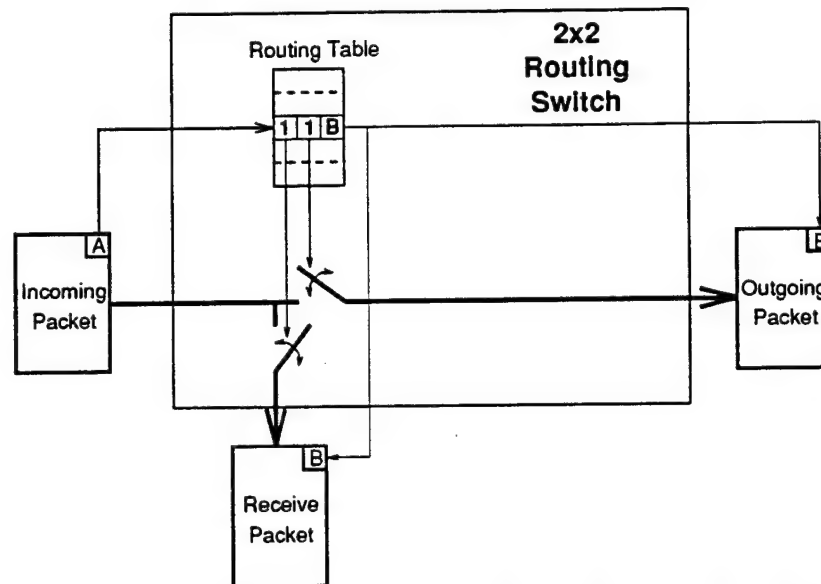 2x2
Routing
Switch
Routing Table
1 1 B
A
Incoming
Packet
Outgoing
Packet
B
Receive
Packet